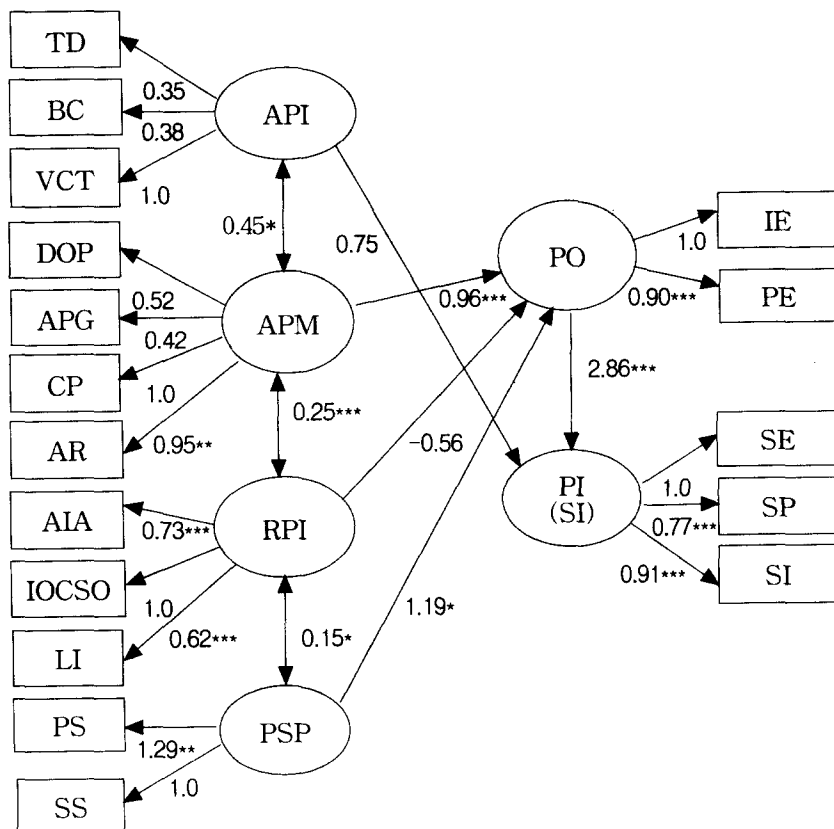 TD
0.35
BC
API
0.38
VCT
1.0
0.45*
0.75
DOP
0.52
APG
APM
0.42
CP
1.0
AR
0.95**
0.25***
AIA
0.73***
RPI
IOCSO
1.0
LI
0.62***
0.15*
PS
1.29**
PSP
1.0
SS
PO
0.96***
-0.56
1.19*
2.86***
IE
1.0
PE
0.90***
PI
(SI)
SE
1.0
SP
0.77***
SI
0.91***